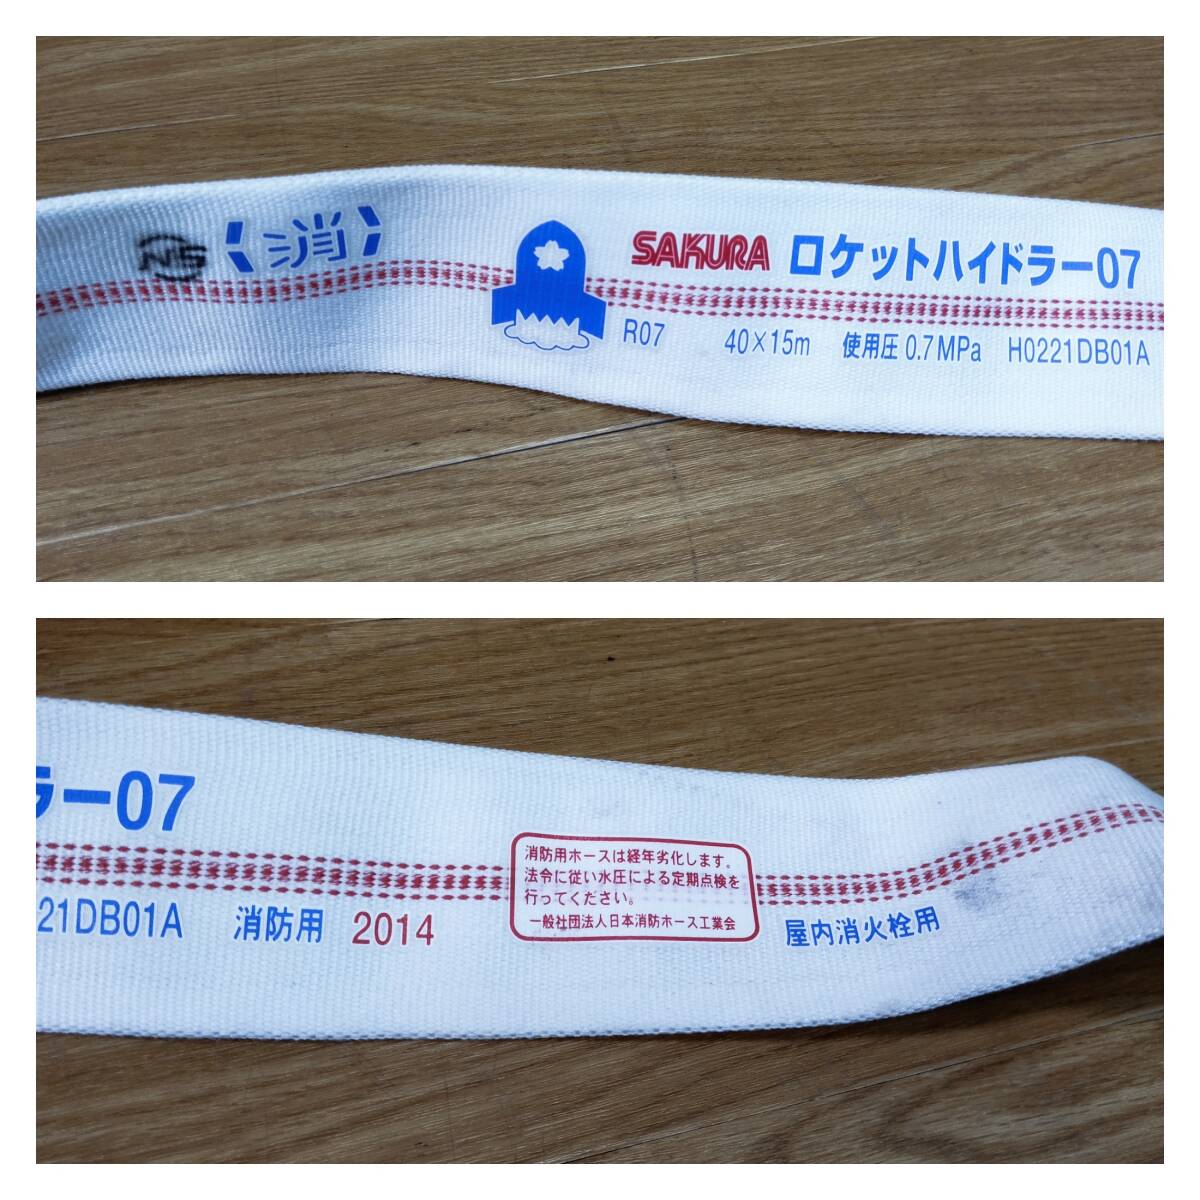 NS
【消】
SAKURA ロケットハイドラー07
R07 40×15m 使用圧 0.7MPa H0221DB01A
ラー07
21DB01A 消防用 2014
消防用ホースは経年劣化します。
法令に従い水圧による定期点検を
行ってください。
一般社団法人日本消防ホース工業会
屋内消火栓用